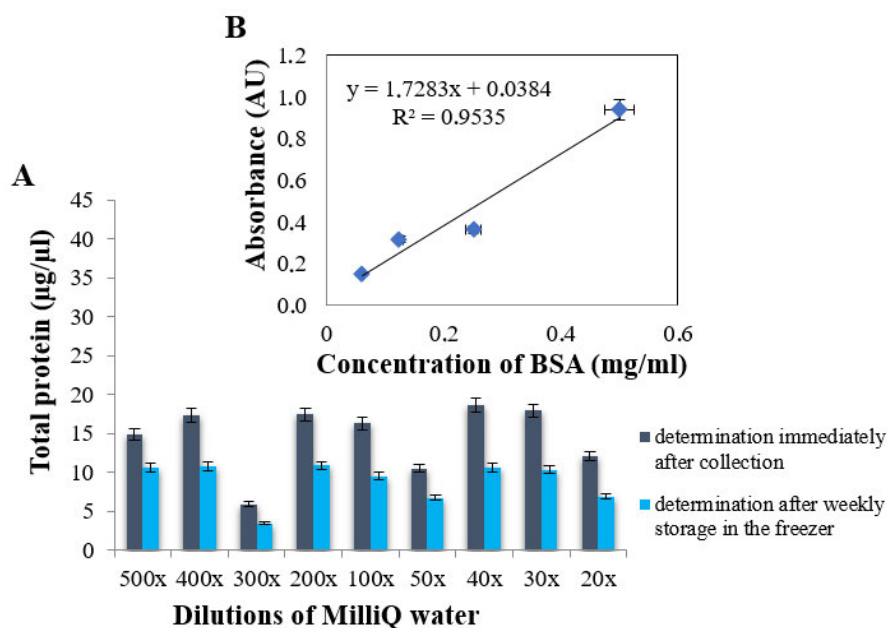 B
Absorbance (AU)
1.2
1.0
0.8
0.6
0.4
0.2
0.0
y = 1.7283x + 0.0384
R² = 0.9535
0
0.2
0.4
0.6
Concentration of BSA (mg/ml)
A
Total protein (µg/µl)
45
40
35
30
25
20
15
10
5
0
500x
400x
300x
200x
100x
50x
40x
30x
20x
Dilutions of MilliQ water
determination immediately
after collection
determination after weekly
storage in the freezer